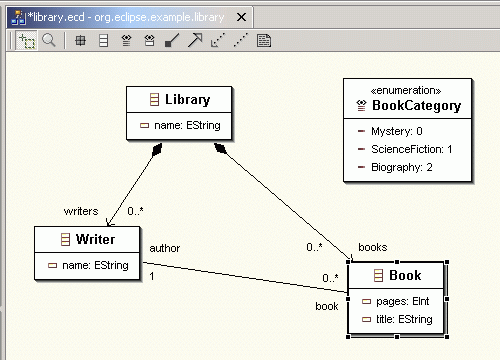 *library.ecd - org.eclipse.example.library
Library
name: EString
«enumeration»
BookCategory
Mystery: 0
ScienceFiction: 1
Biography: 2
writers
0..*
0..*
books
Writer
name: EString
author
1
0..*
book
Book
pages: EInt
title: EString